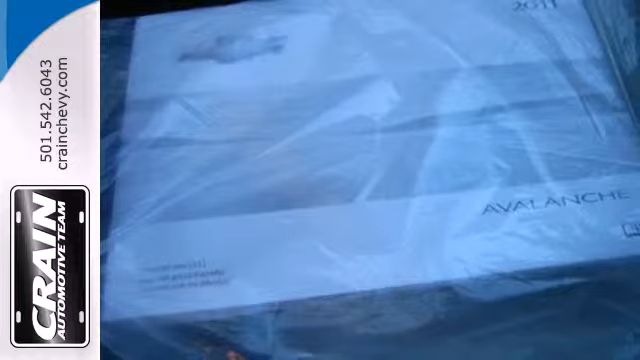 2011
AVALANCHE
501.542.6043
crainchevy.com
CRAIN
AUTOMOTIVE TEAM